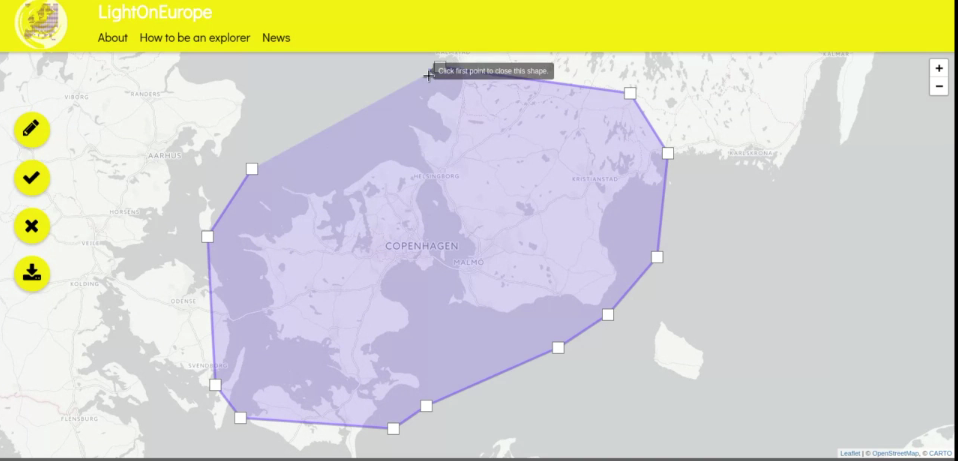 LightOnEurope
About How to be an explorer News
Click first point to close this shape.
KALMAR
+
−
VIBORG
RANDERS
AARHUS
KARLSKRONA
HELSINGBORG
KRISTIANSTAD
HORSENS
VEJLE
COPENHAGEN
MALMÖ
KOLDING
ODENSE
SVENDBORG
FLENSBURG
Leaflet | © OpenStreetMap, © CARTO